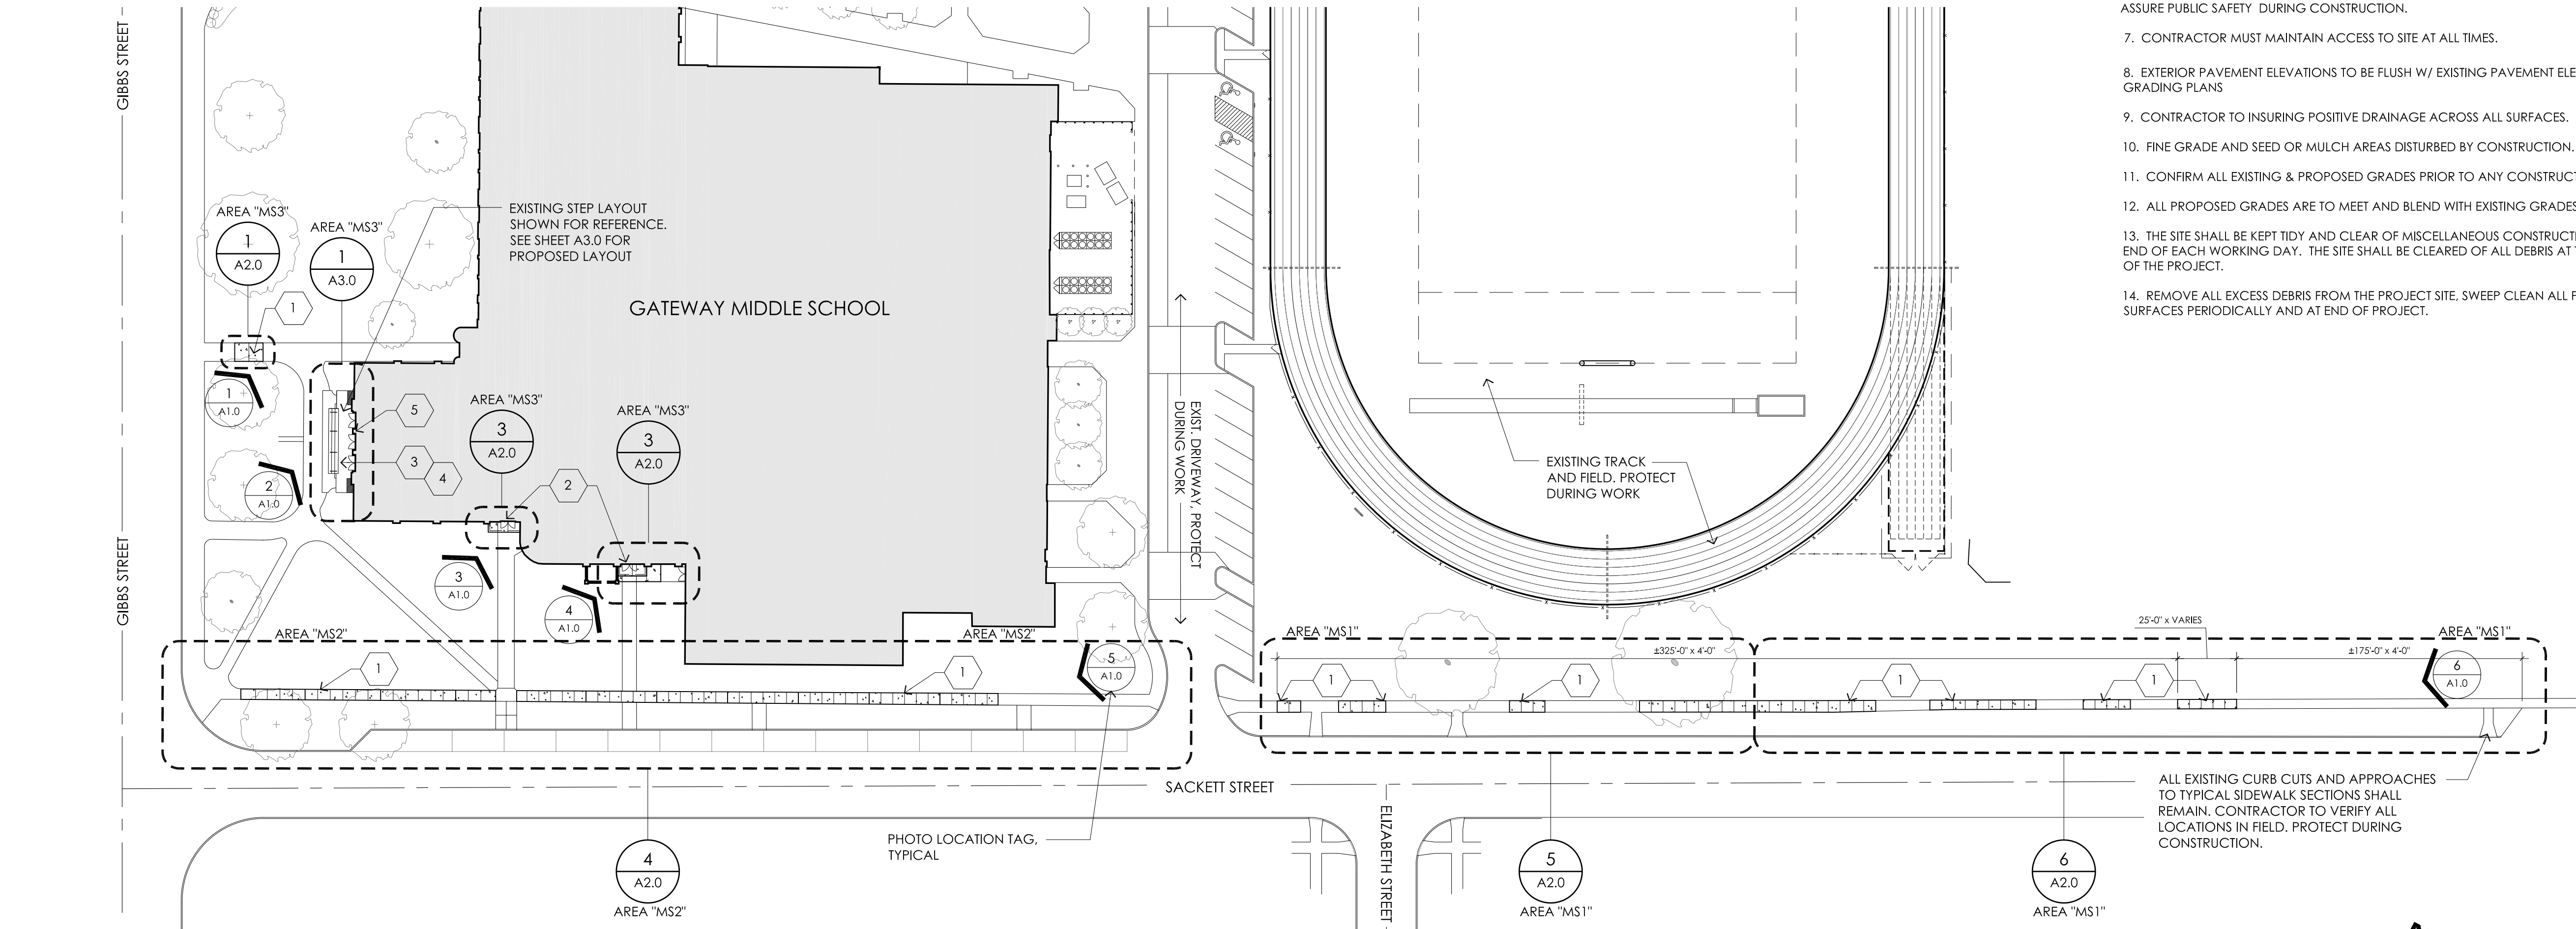 GIBBS STREET
GIBBS STREET
AREA "MS3"
1
A2.0
AREA "MS3"
1
A3.0
1
EXISTING STEP LAYOUT
SHOWN FOR REFERENCE.
SEE SHEET A3.0 FOR
PROPOSED LAYOUT
GATEWAY MIDDLE SCHOOL
1
A1.0
2
A1.0
5
3
4
AREA "MS3"
3
A2.0
AREA "MS3"
3
A2.0
2
3
A1.0
4
A1.0
EXIST. DRIVEWAY, PROTECT
DURING WORK
EXISTING TRACK
AND FIELD. PROTECT
DURING WORK
AREA "MS2"
AREA "MS2"
1
1
5
A1.0
AREA "MS1"
±325'-0" x 4'-0"
25'-0" x VARIES
±175'-0" x 4'-0"
AREA "MS1"
1
1
1
1
6
A1.0
SACKETT STREET
ELIZABETH STREET
PHOTO LOCATION TAG,
TYPICAL
4
A2.0
AREA "MS2"
5
A2.0
AREA "MS1"
6
A2.0
AREA "MS1"
ALL EXISTING CURB CUTS AND APPROACHES
TO TYPICAL SIDEWALK SECTIONS SHALL
REMAIN. CONTRACTOR TO VERIFY ALL
LOCATIONS IN FIELD. PROTECT DURING
CONSTRUCTION.
ASSURE PUBLIC SAFETY DURING CONSTRUCTION.
7. CONTRACTOR MUST MAINTAIN ACCESS TO SITE AT ALL TIMES.
8. EXTERIOR PAVEMENT ELEVATIONS TO BE FLUSH W/ EXISTING PAVEMENT ELE
GRADING PLANS
9. CONTRACTOR TO INSURING POSITIVE DRAINAGE ACROSS ALL SURFACES.
10. FINE GRADE AND SEED OR MULCH AREAS DISTURBED BY CONSTRUCTION.
11. CONFIRM ALL EXISTING & PROPOSED GRADES PRIOR TO ANY CONSTRUCT
12. ALL PROPOSED GRADES ARE TO MEET AND BLEND WITH EXISTING GRADES
13. THE SITE SHALL BE KEPT TIDY AND CLEAR OF MISCELLANEOUS CONSTRUCTI
END OF EACH WORKING DAY. THE SITE SHALL BE CLEARED OF ALL DEBRIS AT
OF THE PROJECT.
14. REMOVE ALL EXCESS DEBRIS FROM THE PROJECT SITE, SWEEP CLEAN ALL
SURFACES PERIODICALLY AND AT END OF PROJECT.